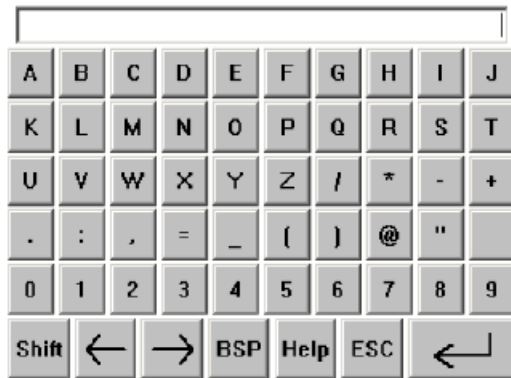 A B C D E F G H I J
K L M N O P Q R S T
U V W X Y Z / * - +
. : , = _ ( ) @ "
0 1 2 3 4 5 6 7 8 9
Shift ← → BSP Help ESC ↵